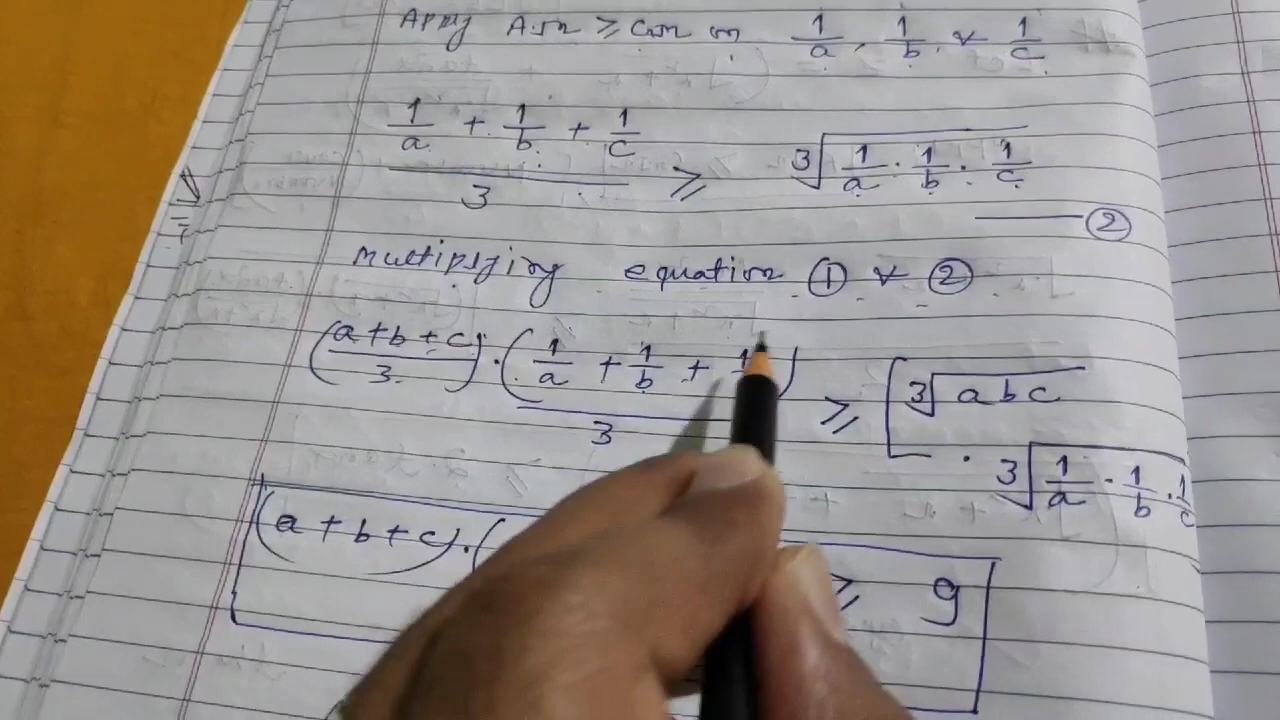 Apply A.m ≥ G.m on 1/a, 1/b, & 1/c
(1/a + 1/b + 1/c)/3 ≥ ∛(1/a · 1/b · 1/c)
②
Multiplying equation ① & ②
((a+b+c)/3) · (1/a + 1/b + 1)/3 ≥ [∛abc
· ∛(1/a · 1/b · 1/c)
(a+b+c) · ( ≥ 9